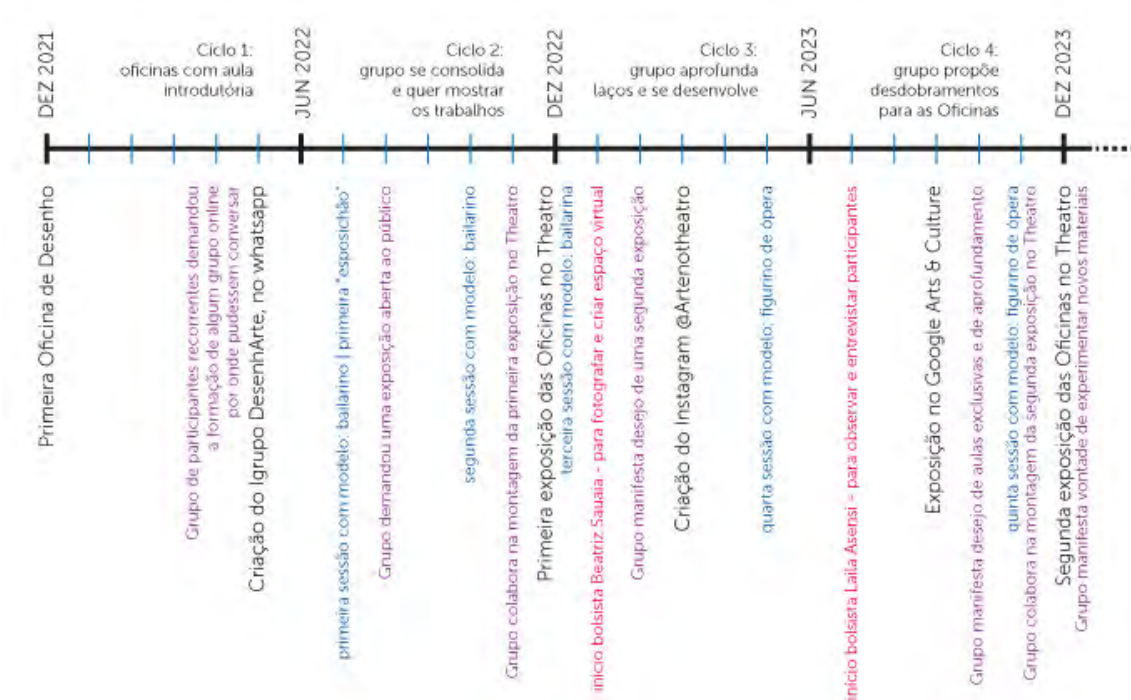 DEZ 2021
Ciclo 1:
oficinas com aula
introdutória
JUN 2022
Ciclo 2:
grupo se consolida
e quer mostrar
os trabalhos
DEZ 2022
Ciclo 3:
grupo aprofunda
laços e se desenvolve
JUN 2023
Ciclo 4:
grupo propõe
desdobramentos
para as Oficinas
DEZ 2023
Primeira Oficina de Desenho
Grupo de participantes recorrentes demandou
a formação de algum grupo online
por onde pudessem conversar
Criação do Igrupo DesenhArte, no whatsapp
primeira sessão com modelo: bailarino | primeira "esposichão"
Grupo demandou uma exposição aberta ao público
segunda sessão com modelo: bailarino
Grupo colabora na montagem da primeira exposição no Theatro
Primeira exposição das Oficinas no Theatro
terceira sessão com modelo: bailarina
início bolsista Beatriz Sauaia - para fotografar e criar espaço virtual
Grupo manifesta desejo de uma segunda exposição
Criação do Instagram @Artenotheatro
quarta sessão com modelo: figurino de ópera
início bolsista Laila Asensi - para observar e entrevistar participantes
Exposição no Google Arts & Culture
Grupo manifesta desejo de aulas exclusivas e de aprofundamento
quinta sessão com modelo: figurino de ópera
Grupo colabora na montagem da segunda exposição no Theatro
Segunda exposição das Oficinas no Theatro
Grupo manifesta vontade de experimentar novos materiais